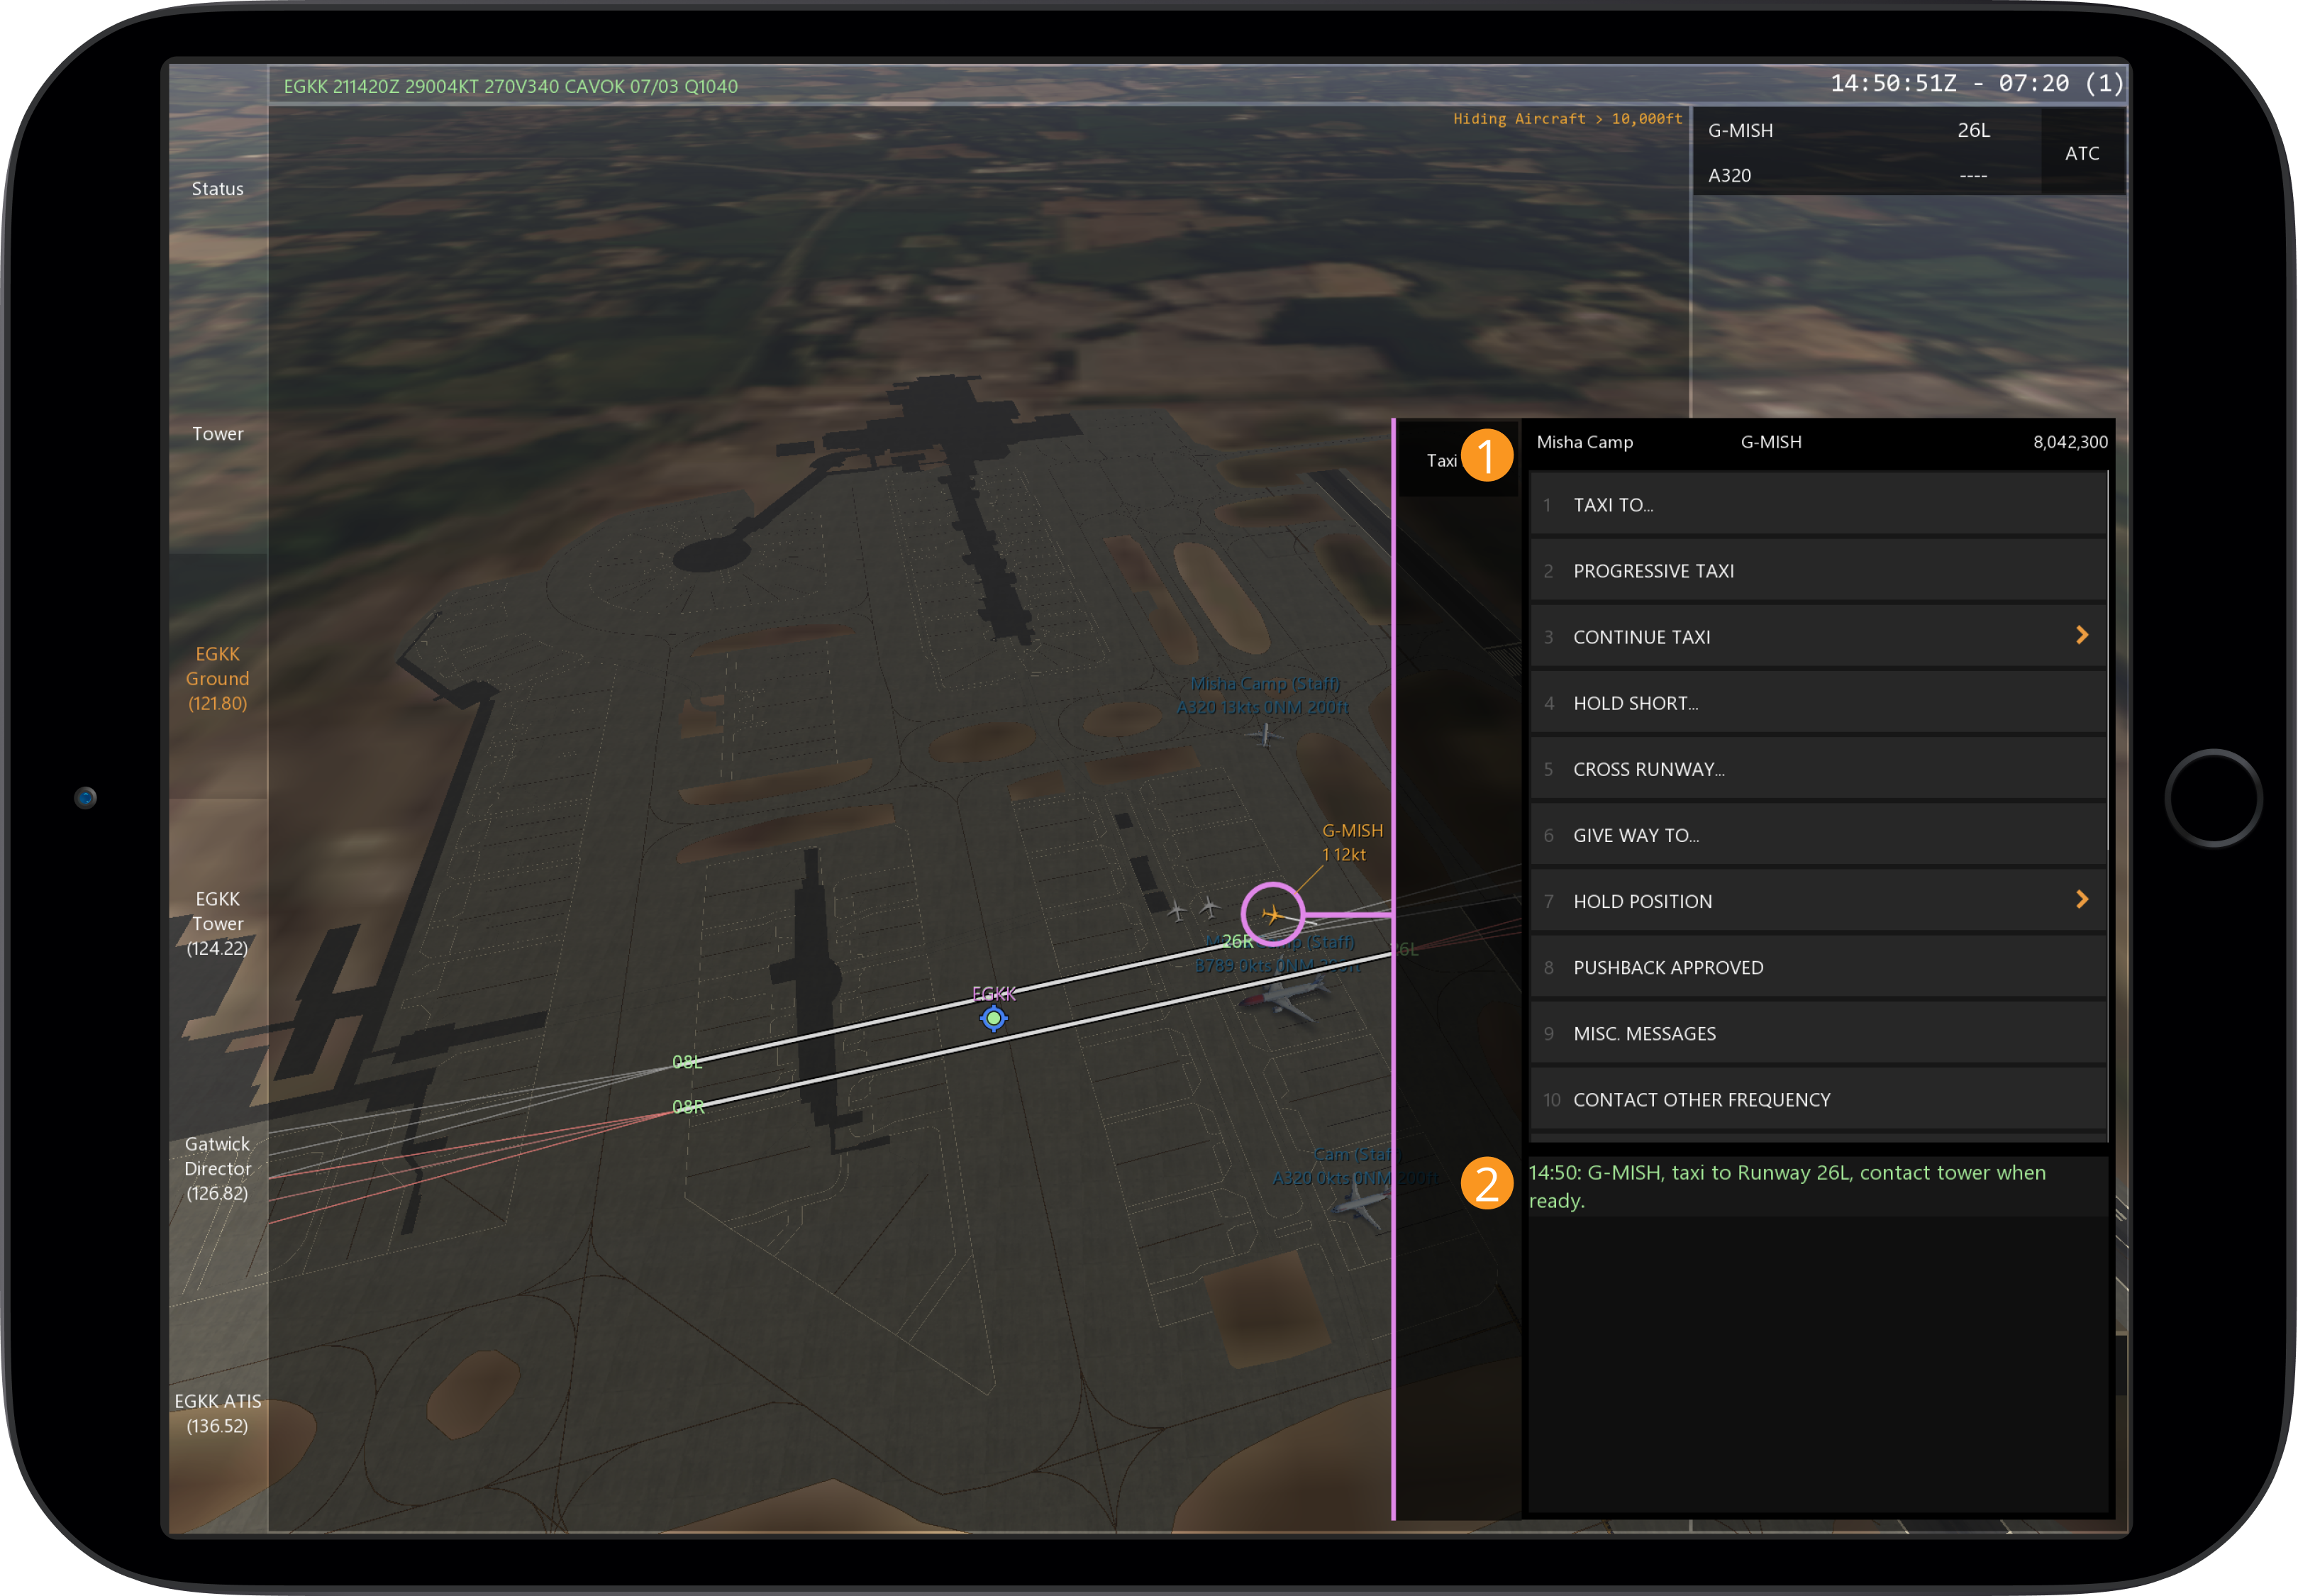 EGKK 211420Z 29004KT 270V340 CAVOK 07/03 Q1040
14:50:51Z - 07:20 (1)
Hiding Aircraft > 10,000ft
G-MISH 26L
ATC
A320 ----
Status
Tower
EGKK
Ground
(121.80)
EGKK
Tower
(124.22)
Gatwick
Director
(126.82)
EGKK ATIS
(136.52)
Misha Camp (Staff)
A320 13kts 0NM 200ft
G-MISH
1 12kt
26R
26L
(Staff)
B789 0kts 0NM
EGKK
08L
08R
Cam (Staff)
A320 0kts 0NM 200ft
Taxi
1
Misha Camp G-MISH 8,042,300
1 TAXI TO...
2 PROGRESSIVE TAXI
3 CONTINUE TAXI
4 HOLD SHORT...
5 CROSS RUNWAY...
6 GIVE WAY TO...
7 HOLD POSITION
8 PUSHBACK APPROVED
9 MISC. MESSAGES
10 CONTACT OTHER FREQUENCY
2
14:50: G-MISH, taxi to Runway 26L, contact tower when
ready.